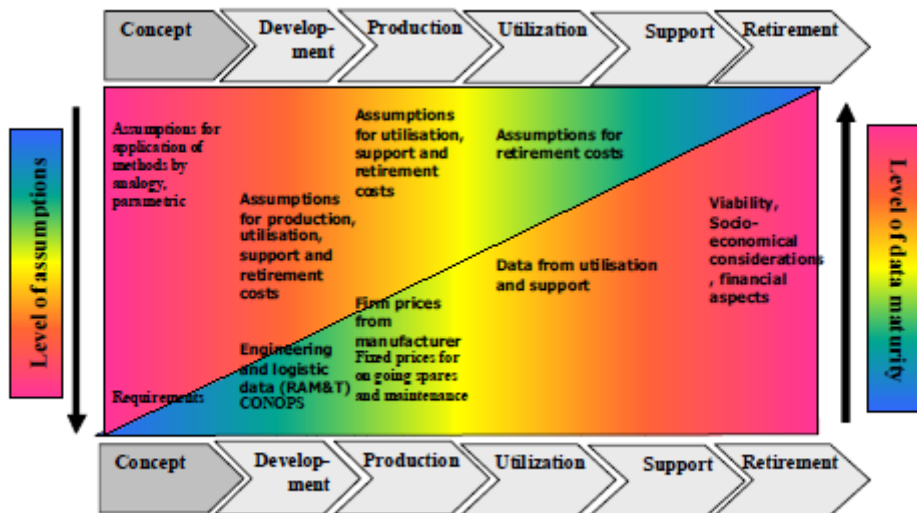 Concept
Develop-
ment
Production
Utilization
Support
Retirement
Level of assumptions
Assumptions for
application of
methods by
analogy,
parametric
Assumptions
for production,
utilisation,
support and
retirement
costs
Assumptions
for utilisation,
support and
retirement
costs
Assumptions for
retirement costs
Requirements
Engineering
and logistic
data (RAM&T)
CONOPS
Firm prices
from
manufacturer
Fixed prices for
on going spares
and maintenance
Data from utilisation
and support
Viability,
Socio-
economical
considerations
, financial
aspects
Level of data maturity
Concept
Develop-
ment
Production
Utilization
Support
Retirement